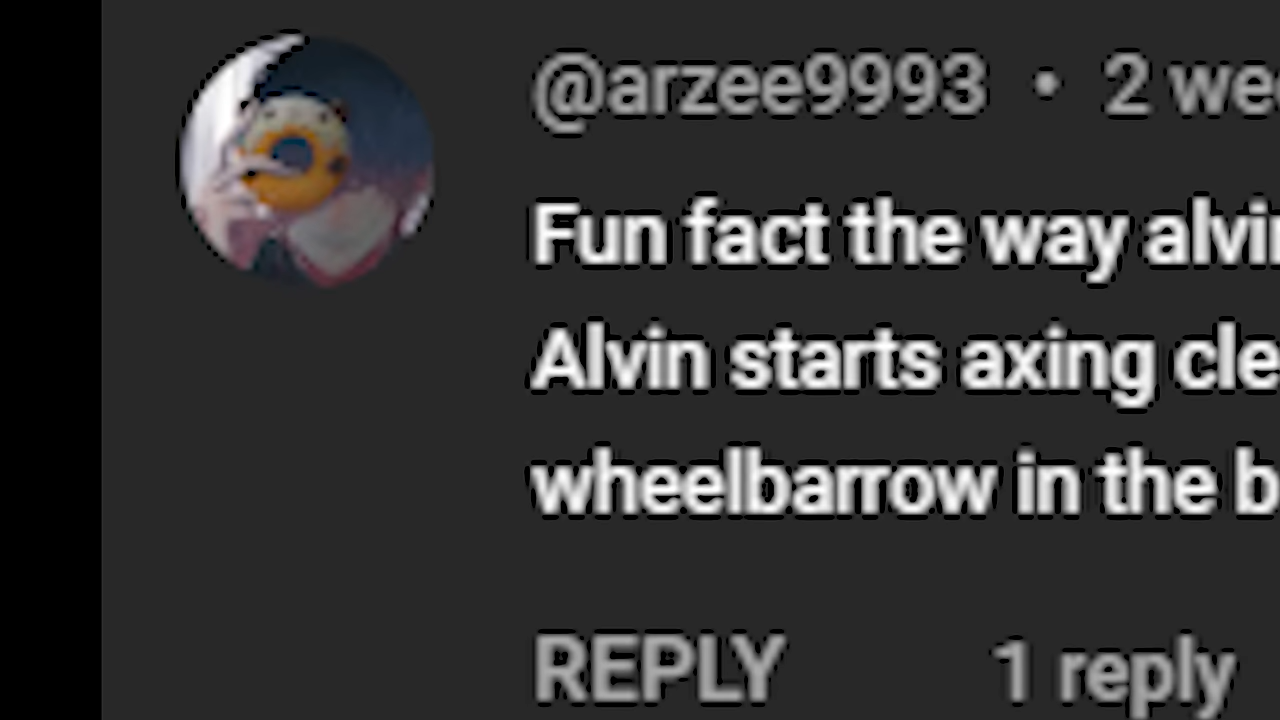 @arzee9993 • 2
Fun fact the way
Alvin starts axing
wheelbarrow in the
REPLY 1 reply